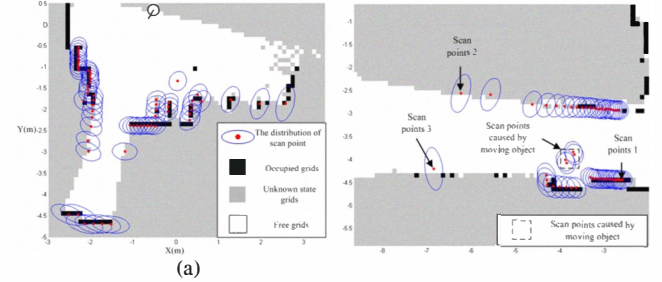 0.5
0
-0.5
-1
-1.5
-2
-2.5
-3
-3.5
-4
-4.5
-5
Y(m)
-3
-2
-1
0
1
2
3
X(m)
The distribution of
scan point
Occupied grids
Unknown state
grids
Free grids
(a)
-1
-1.5
-2
-2.5
-3
-3.5
-4
-4.5
-5
-5.5
-6
-6.5
-8
-7
-6
-5
-4
-3
Scan
points 2
Scan
points 3
Scan points
caused by
moving object
Scan
points 1
Scan points caused by
moving object